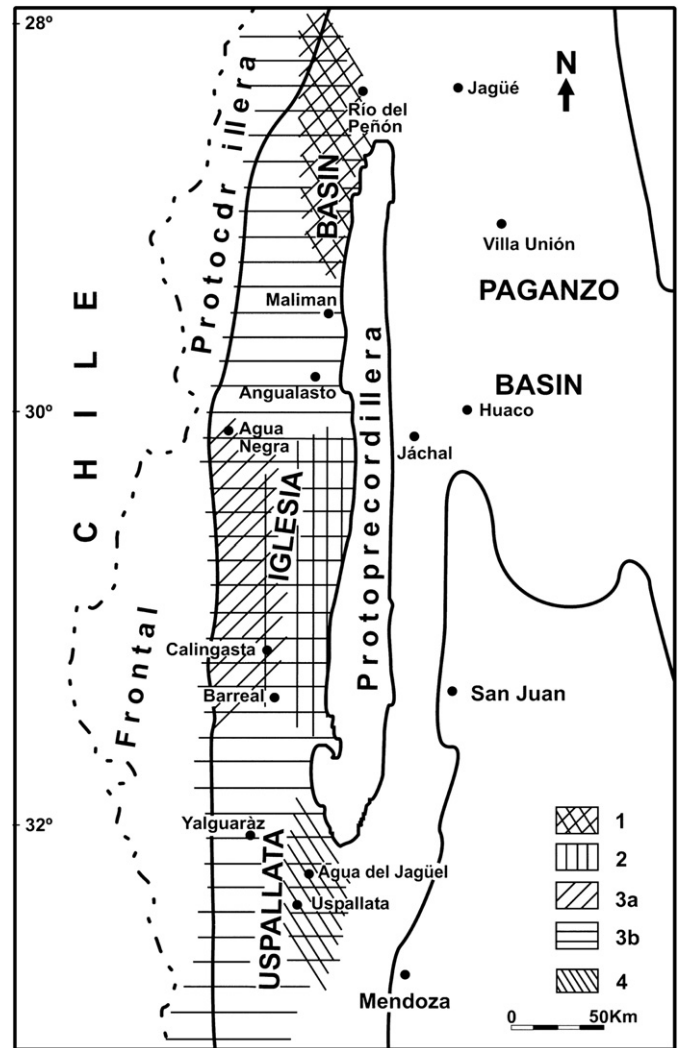 28º
N
Jagüé
Río del
Peñón
Protocdr illera
BASIN
Villa Unión
PAGANZO
Maliman
CHILE
Angualasto
BASIN
30º
Huaco
Agua
Negra
Jáchal
IGLESIA
Protoprecordillera
Calingasta
Barreal
San Juan
Frontal
32º
Yalguaràz
1
2
3a
3b
4
Agua del Jagüel
Uspallata
USPALLATA
Mendoza
0 50Km